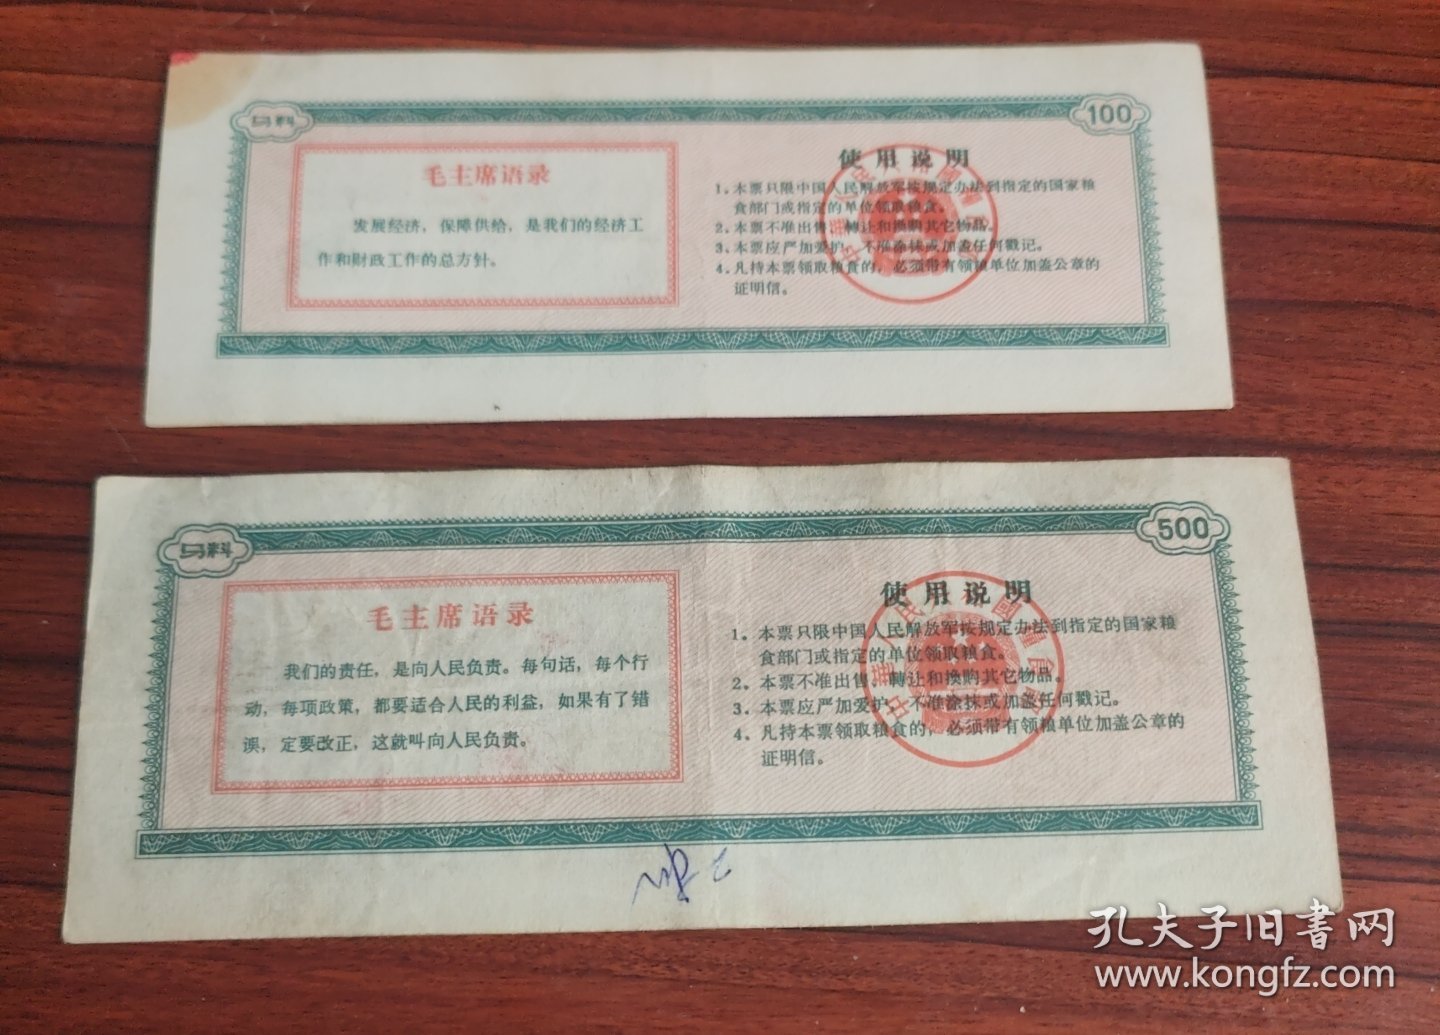 马料
100
毛主席语录
发展经济，保障供给，是我们的经济工
作和财政工作的总方针。
使用说明
1、本票只限中国人民解放军按规定办法到指定的国家粮
食部门或指定的单位领取粮食。
2、本票不准出售、轉让和換购其它物品。
3、本票应严加爱护，不准涂抹或加盖任何戳记。
4、凡持本票领取粮食的，必须带有领粮单位加盖公章的
证明信。
马料
500
毛主席语录
我们的责任，是向人民负责。每句话，每个行
动，每项政策，都要适合人民的利益，如果有了错
误，定要改正，这就叫向人民负责。
使用说明
1、本票只限中国人民解放军按规定办法到指定的国家粮
食部门或指定的单位领取粮食。
2、本票不准出售、轉让和換购其它物品。
3、本票应严加爱护，不准涂抹或加盖任何戳记。
4、凡持本票领取粮食的，必须带有领粮单位加盖公章的
证明信。
孔夫子旧書网
www.kongfz.com